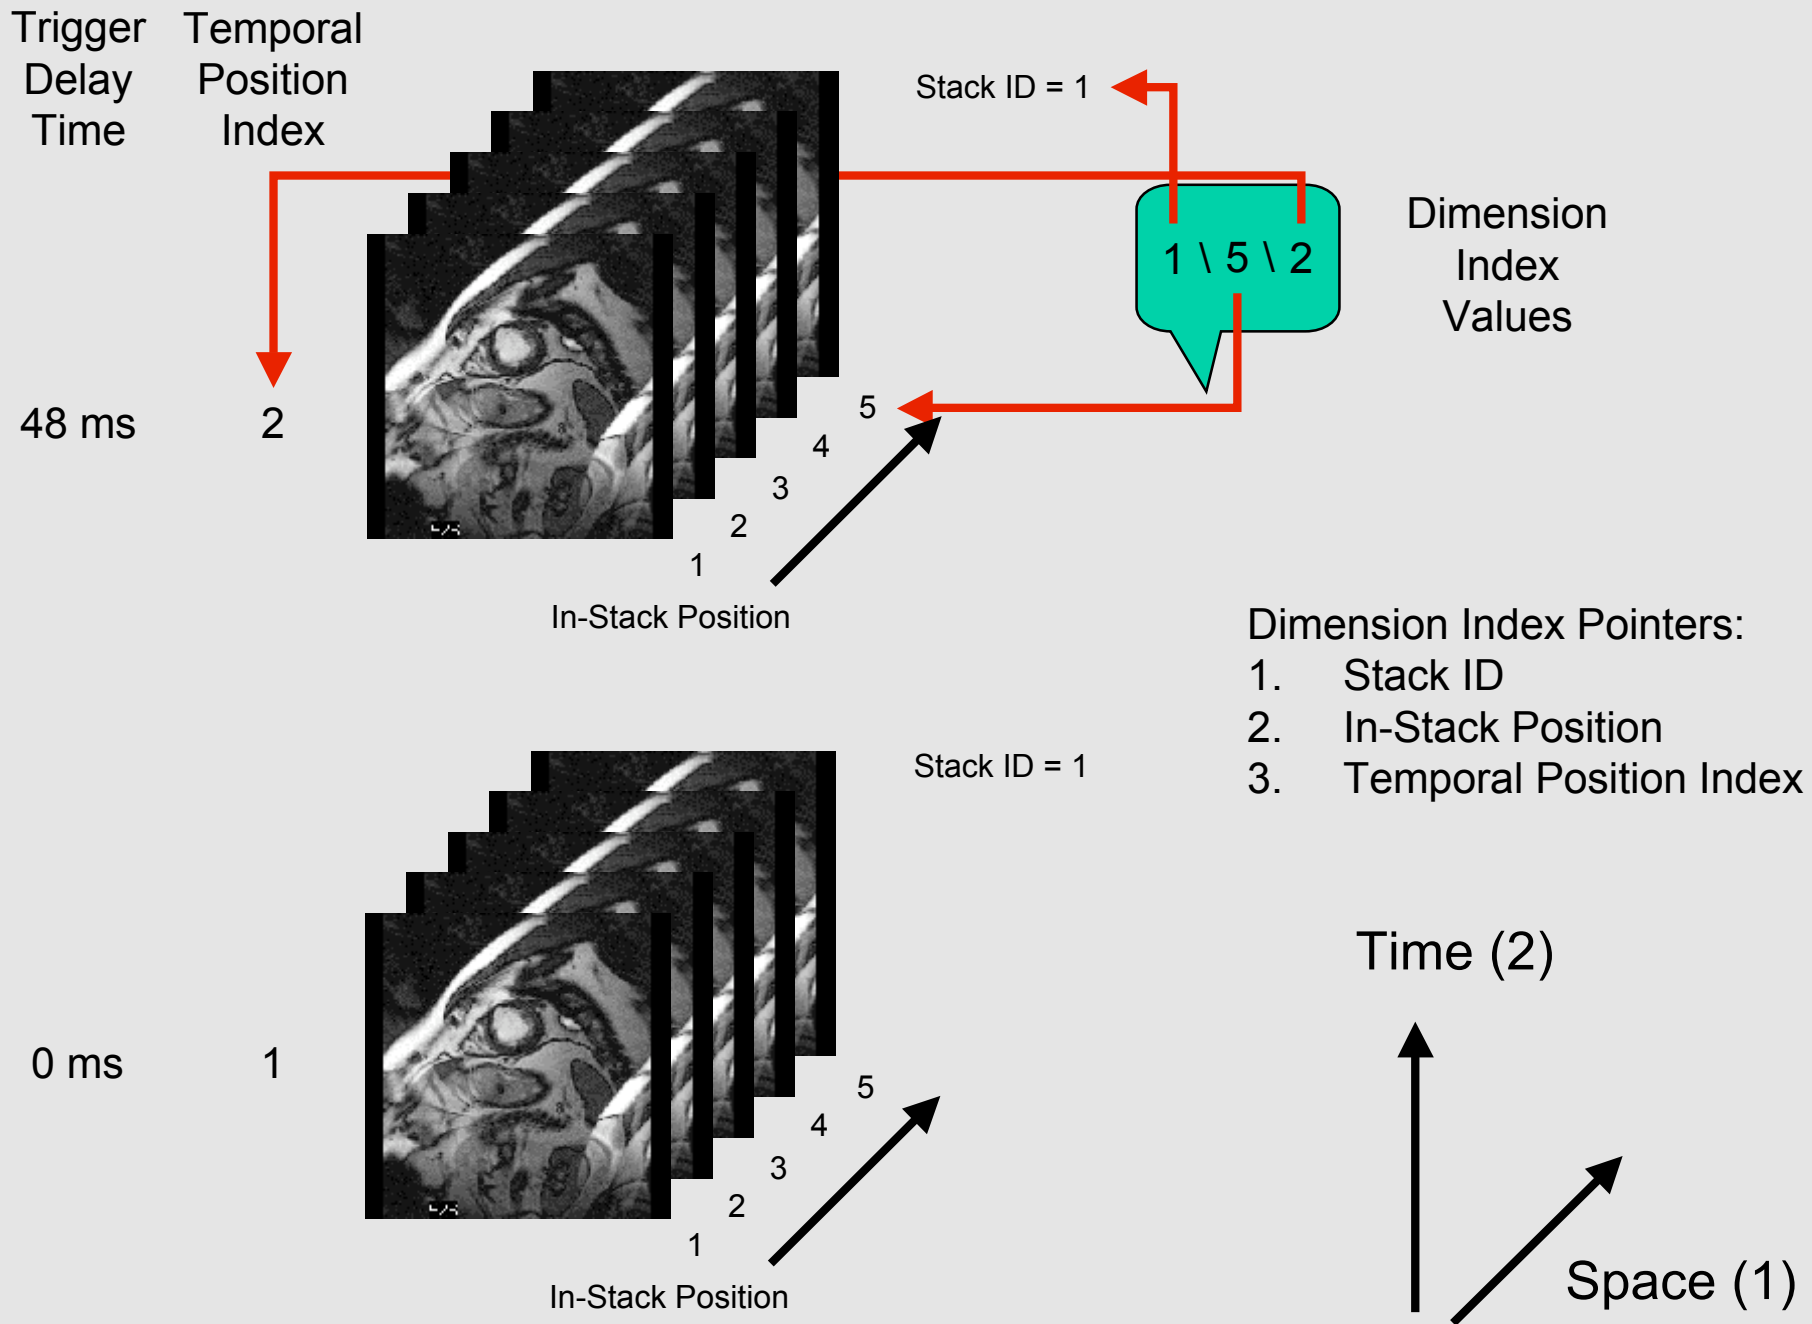 Trigger
Delay
Time
Temporal
Position
Index
Stack ID = 1
1 \ 5 \ 2
Dimension
Index
Values
48 ms
2
5
4
3
2
1
In-Stack Position
Dimension Index Pointers:
1. Stack ID
2. In-Stack Position
3. Temporal Position Index
Stack ID = 1
0 ms
1
5
4
3
2
1
In-Stack Position
Time (2)
Space (1)